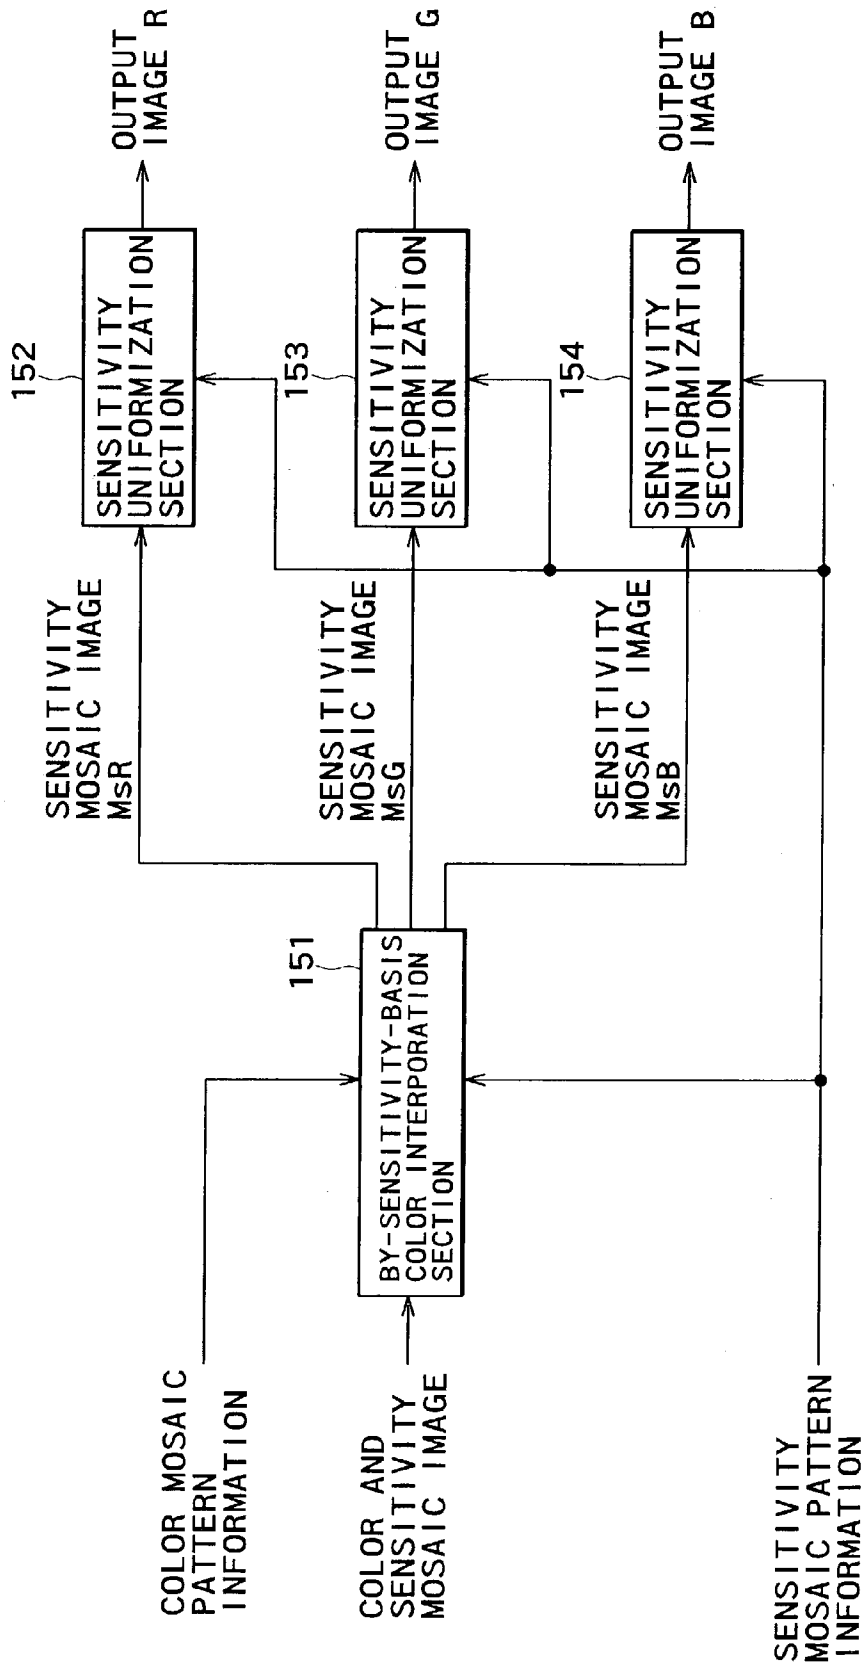 COLOR MOSAIC
PATTERN
INFORMATION
COLOR AND
SENSITIVITY
MOSAIC IMAGE
SENSITIVITY
MOSAIC PATTERN
INFORMATION
151
BY-SENSITIVITY-BASIS
COLOR INTERPORATION
SECTION
SENSITIVITY
MOSAIC IMAGE
MsR
SENSITIVITY
MOSAIC IMAGE
MsG
SENSITIVITY
MOSAIC IMAGE
MsB
152
SENSITIVITY
UNIFORMIZATION
SECTION
153
SENSITIVITY
UNIFORMIZATION
SECTION
154
SENSITIVITY
UNIFORMIZATION
SECTION
OUTPUT
IMAGE R
OUTPUT
IMAGE G
OUTPUT
IMAGE B